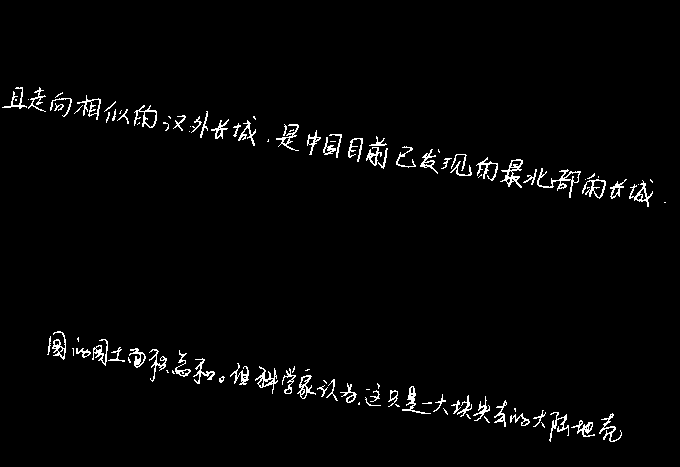 且走向相似的汉外长城，是中国目前已发现的最北部的长城．
国的国土面积总和。但科学家认为，这只是一大块失去的大陆地壳